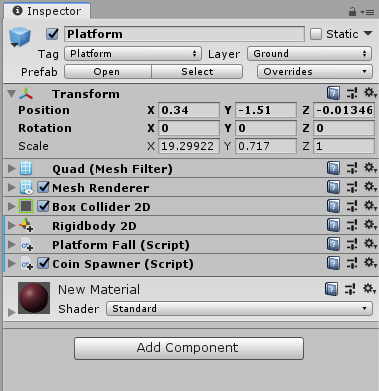 Inspector
Platform
Static
Tag Platform Layer Ground
Prefab Open Select Overrides
Transform
Position X 0.34 Y -1.51 Z -0.01346
Rotation X 0 Y 0 Z 0
Scale X 19.29922 Y 0.717 Z 1
Quad (Mesh Filter)
Mesh Renderer
Box Collider 2D
Rigidbody 2D
Platform Fall (Script)
Coin Spawner (Script)
New Material
Shader Standard
Add Component